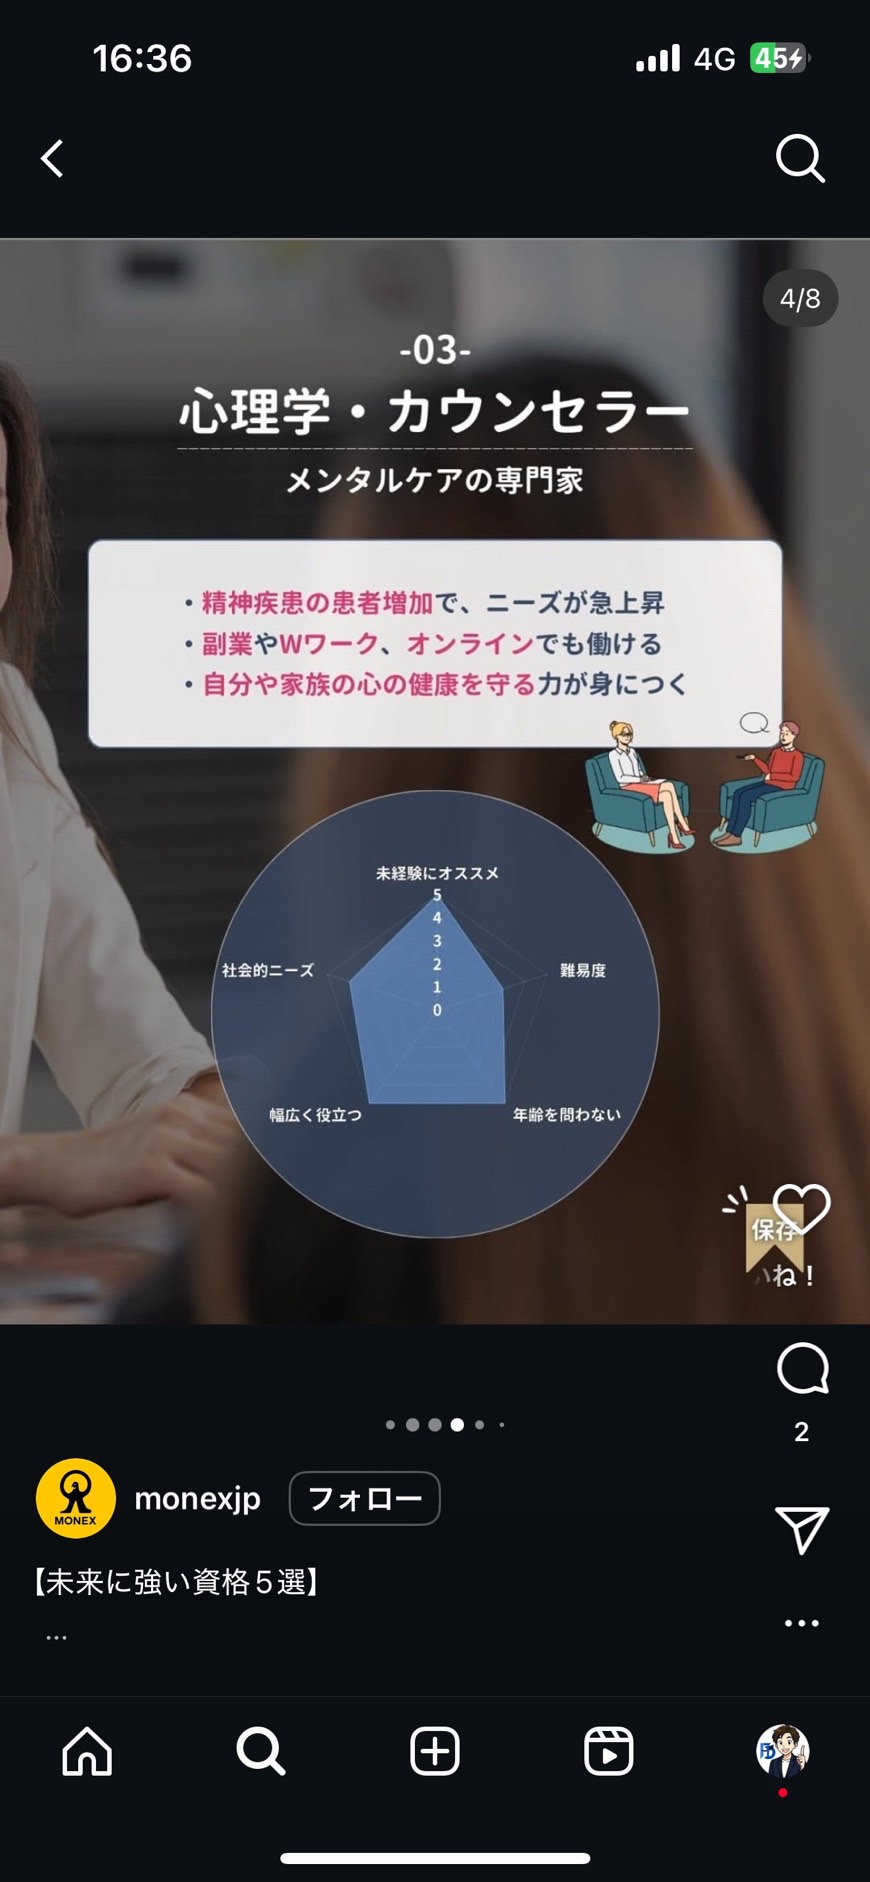 16:36
4G
45
4/8
-03-
心理学・カウンセラー
メンタルケアの専門家
・精神疾患の患者増加で、ニーズが急上昇
・副業やWワーク、オンラインでも働ける
・自分や家族の心の健康を守る力が身につく
未経験にオススメ
5
4
3
2
1
0
社会的ニーズ
難易度
幅広く役立つ
年齢を問わない
保存
いね！
2
MONEX
monexjp
フォロー
【未来に強い資格５選】
...